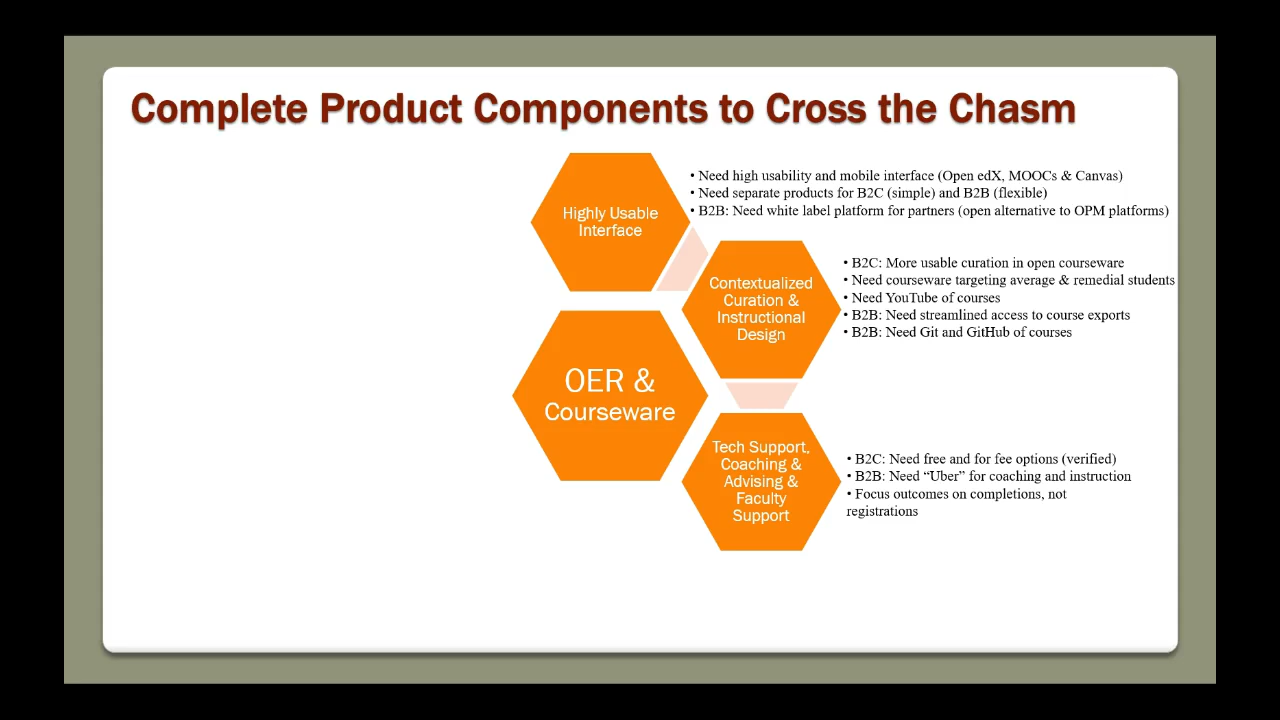 Complete Product Components to Cross the Chasm
Highly Usable
Interface
• Need high usability and mobile interface (Open edX, MOOCs & Canvas)
• Need separate products for B2C (simple) and B2B (flexible)
• B2B: Need white label platform for partners (open alternative to OPM platforms)
Contextualized
Curation &
Instructional
Design
• B2C: More usable curation in open courseware
• Need courseware targeting average & remedial students
• Need YouTube of courses
• B2B: Need streamlined access to course exports
• B2B: Need Git and GitHub of courses
OER &
Courseware
Tech Support,
Coaching &
Advising &
Faculty
Support
• B2C: Need free and for fee options (verified)
• B2B: Need “Uber” for coaching and instruction
• Focus outcomes on completions, not
registrations